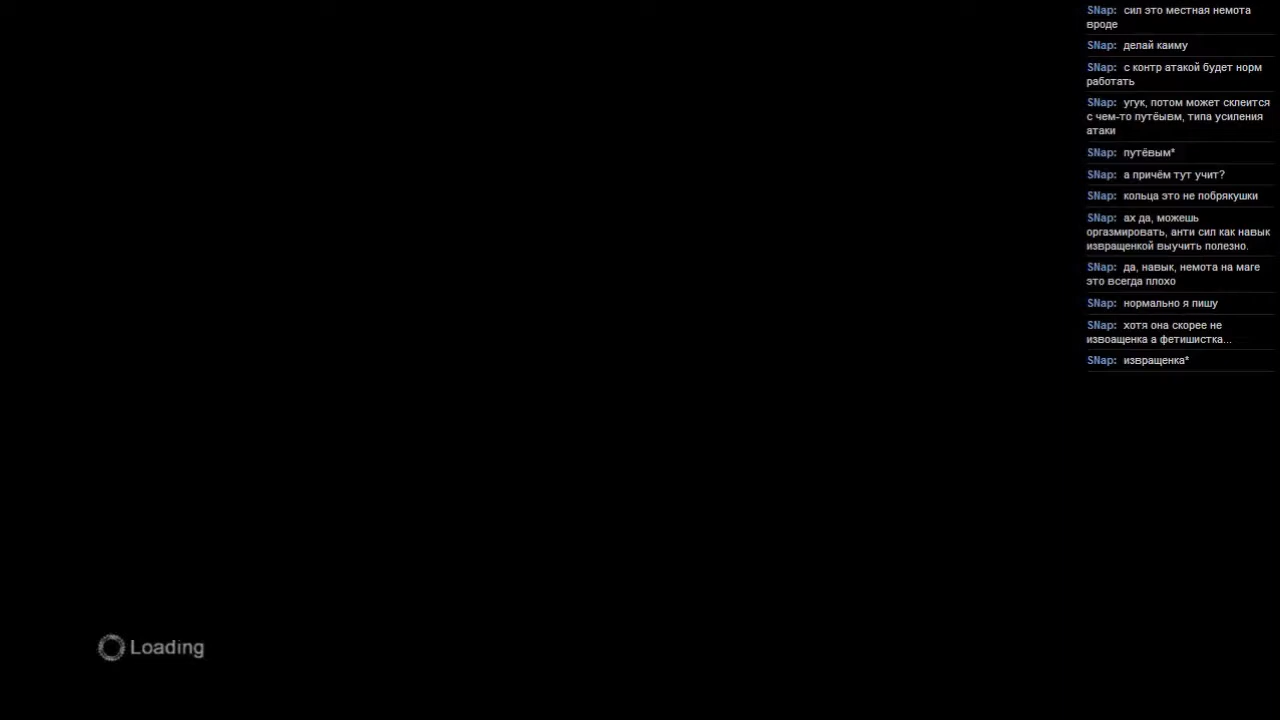 SNap: сил это местная немота
вроде
SNap: делай каиму
SNap: с контр атакой будет норм
работать
SNap: угук, потом может склеится
с чем-то путёывм, типа усиления
атаки
SNap: путёвым*
SNap: а причём тут учит?
SNap: кольца это не побрякушки
SNap: ах да, можешь
оргазмировать, анти сил как навык
извращенкой выучить полезно.
SNap: да, навык, немота на маге
это всегда плохо
SNap: нормально я пишу
SNap: хотя она скорее не
извоащенка а фетишистка...
SNap: извращенка*
Loading